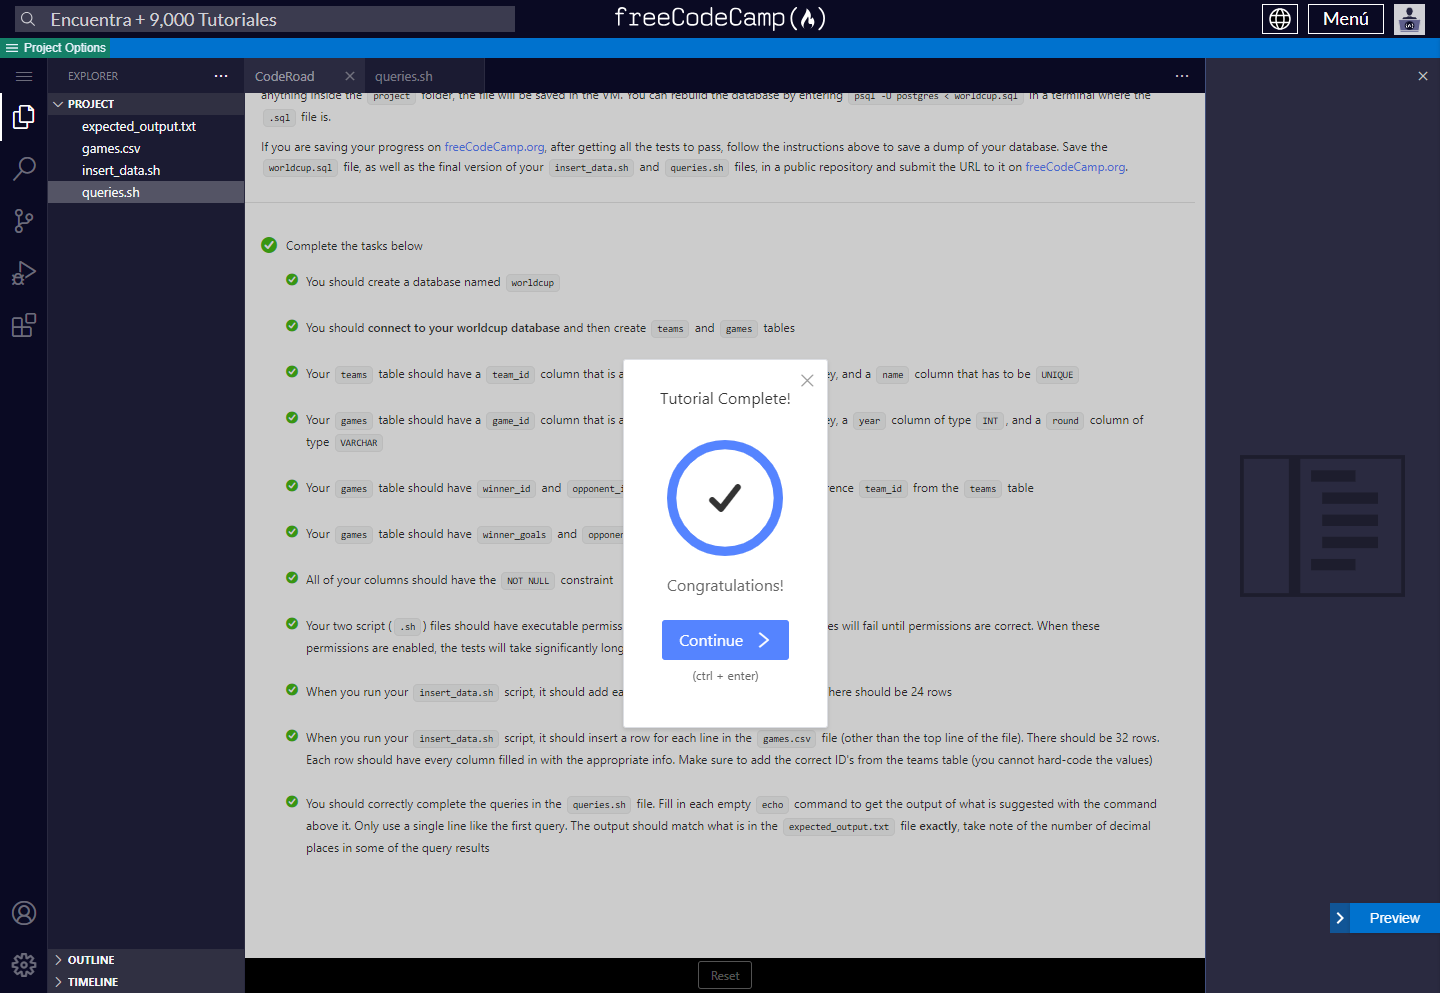 Encuentra + 9,000 Tutoriales
freeCodeCamp
Menú
Project Options
EXPLORER
PROJECT
expected_output.txt
games.csv
insert_data.sh
queries.sh
OUTLINE
TIMELINE
CodeRoad
queries.sh
anything inside the project folder, the file will be saved in the VM. You can rebuild the database by entering psql -U postgres < worldcup.sql in a terminal where the
.sql file is.
If you are saving your progress on freeCodeCamp.org, after getting all the tests to pass, follow the instructions above to save a dump of your database. Save the
worldcup.sql file, as well as the final version of your insert_data.sh and queries.sh files, in a public repository and submit the URL to it on freeCodeCamp.org.
Complete the tasks below
You should create a database named worldcup
You should connect to your worldcup database and then create teams and games tables
Your teams table should have a team_id column that is a ey, and a name column that has to be UNIQUE
Your games table should have a game_id column that is a ey, a year column of type INT, and a round column of
type VARCHAR
Your games table should have winner_id and opponent_i rence team_id from the teams table
Your games table should have winner_goals and oppone
All of your columns should have the NOT NULL constraint
Your two script (.sh) files should have executable permiss es will fail until permissions are correct. When these
permissions are enabled, the tests will take significantly long
When you run your insert_data.sh script, it should add ea here should be 24 rows
When you run your insert_data.sh script, it should insert a row for each line in the games.csv file (other than the top line of the file). There should be 32 rows.
Each row should have every column filled in with the appropriate info. Make sure to add the correct ID's from the teams table (you cannot hard-code the values)
You should correctly complete the queries in the queries.sh file. Fill in each empty echo command to get the output of what is suggested with the command
above it. Only use a single line like the first query. The output should match what is in the expected_output.txt file exactly, take note of the number of decimal
places in some of the query results
Tutorial Complete!
Congratulations!
Continue
(ctrl + enter)
Reset
Preview